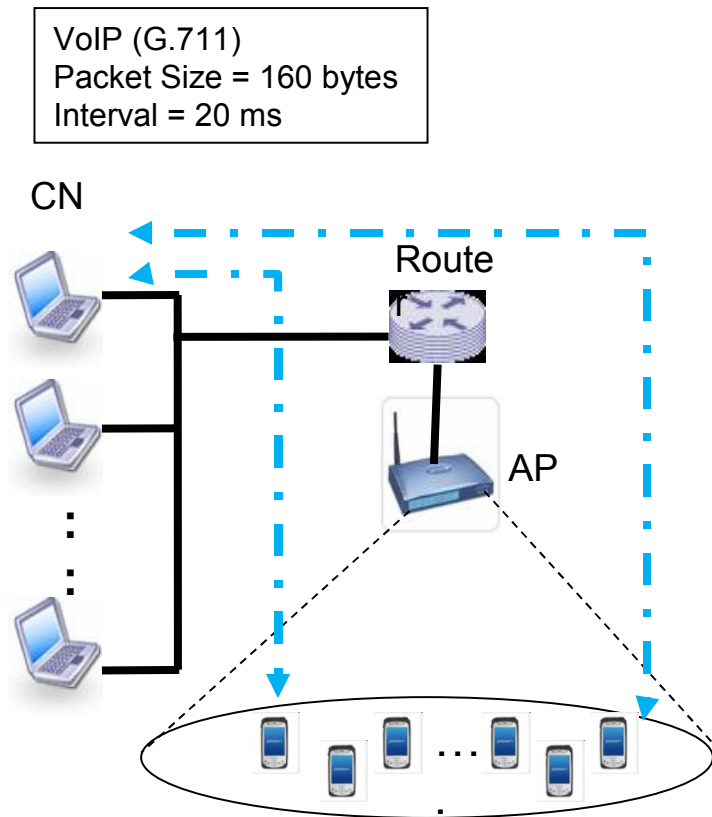 VoIP (G.711)
Packet Size = 160 bytes
Interval = 20 ms
CN
Route
r
AP
:
:
...
.